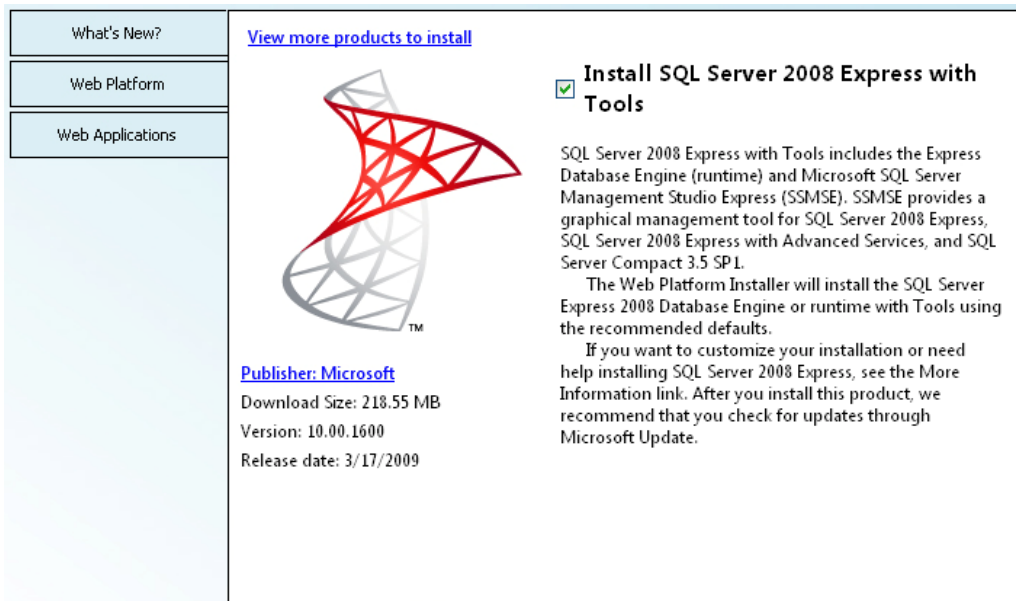 What's New?
Web Platform
Web Applications
View more products to install
TM
Publisher: Microsoft
Download Size: 218.55 MB
Version: 10.00.1600
Release date: 3/17/2009
Install SQL Server 2008 Express with
Tools
SQL Server 2008 Express with Tools includes the Express
Database Engine (runtime) and Microsoft SQL Server
Management Studio Express (SSMSE). SSMSE provides a
graphical management tool for SQL Server 2008 Express,
SQL Server 2008 Express with Advanced Services, and SQL
Server Compact 3.5 SP1.
The Web Platform Installer will install the SQL Server
Express 2008 Database Engine or runtime with Tools using
the recommended defaults.
If you want to customize your installation or need
help installing SQL Server 2008 Express, see the More
Information link. After you install this product, we
recommend that you check for updates through
Microsoft Update.